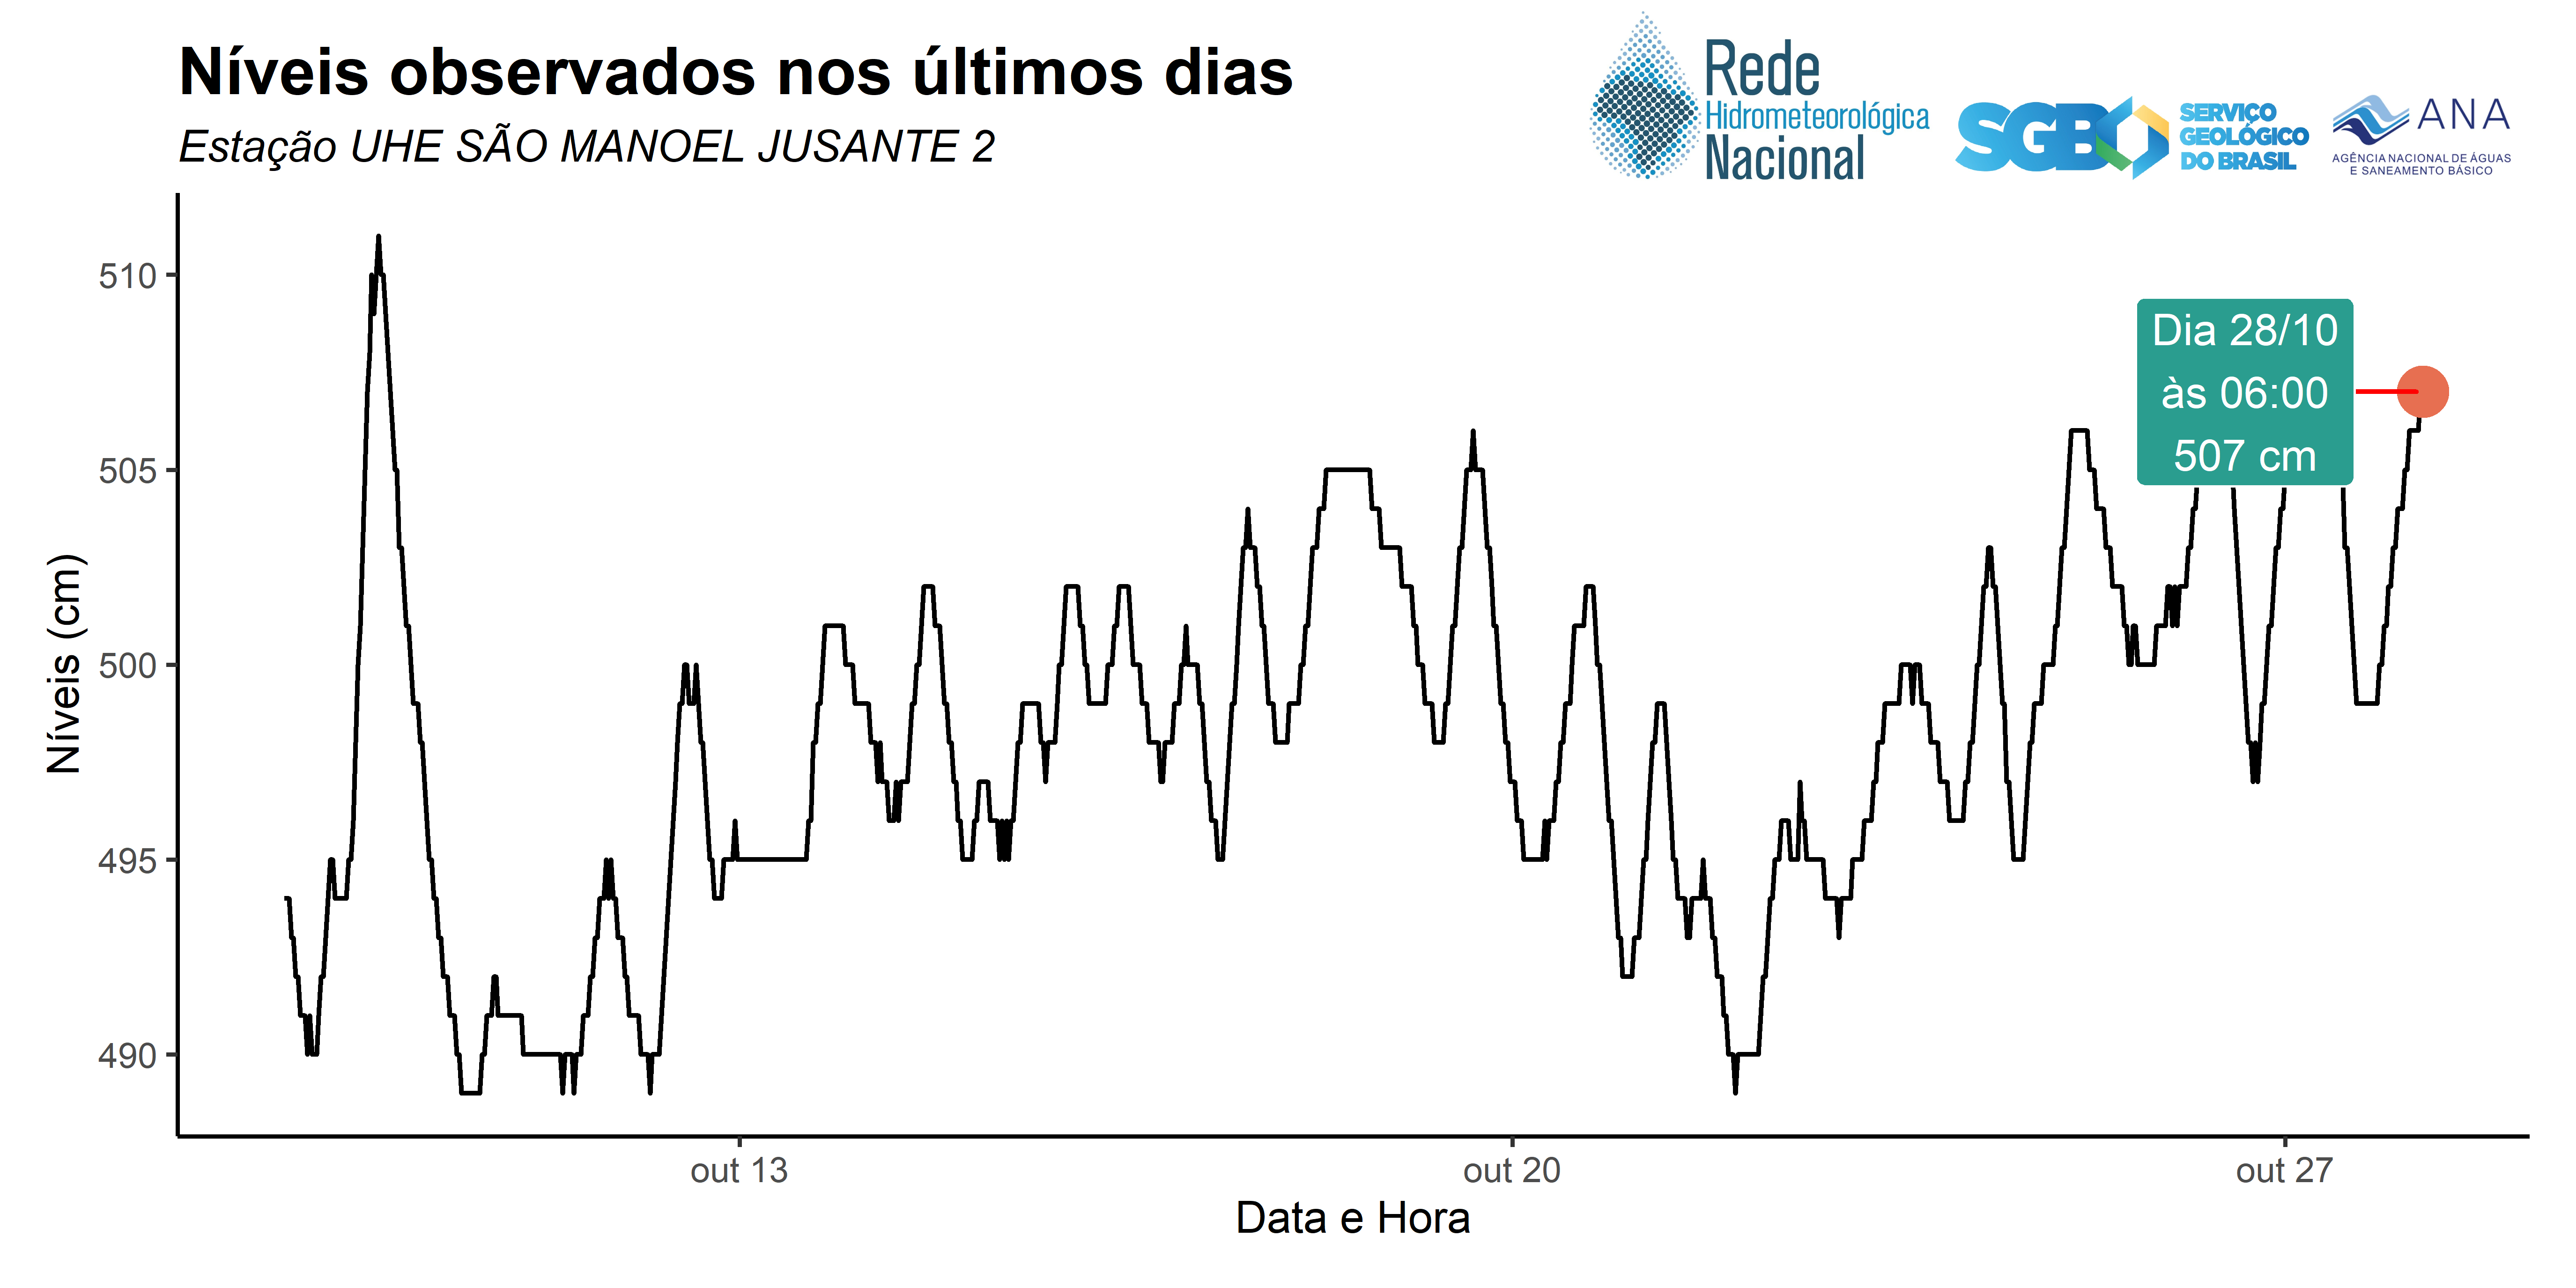 Níveis observados nos últimos dias
Estação UHE SÃO MANOEL JUSANTE 2
Rede
Hidrometeorológica
Nacional
SGB
SERVIÇO
GEOLÓGICO
DO BRASIL
ANA
AGÊNCIA NACIONAL DE ÁGUAS
E SANEAMENTO BÁSICO
Níveis (cm)
510
505
500
495
490
Dia 28/10
às 06:00
507 cm
out 13
out 20
out 27
Data e Hora